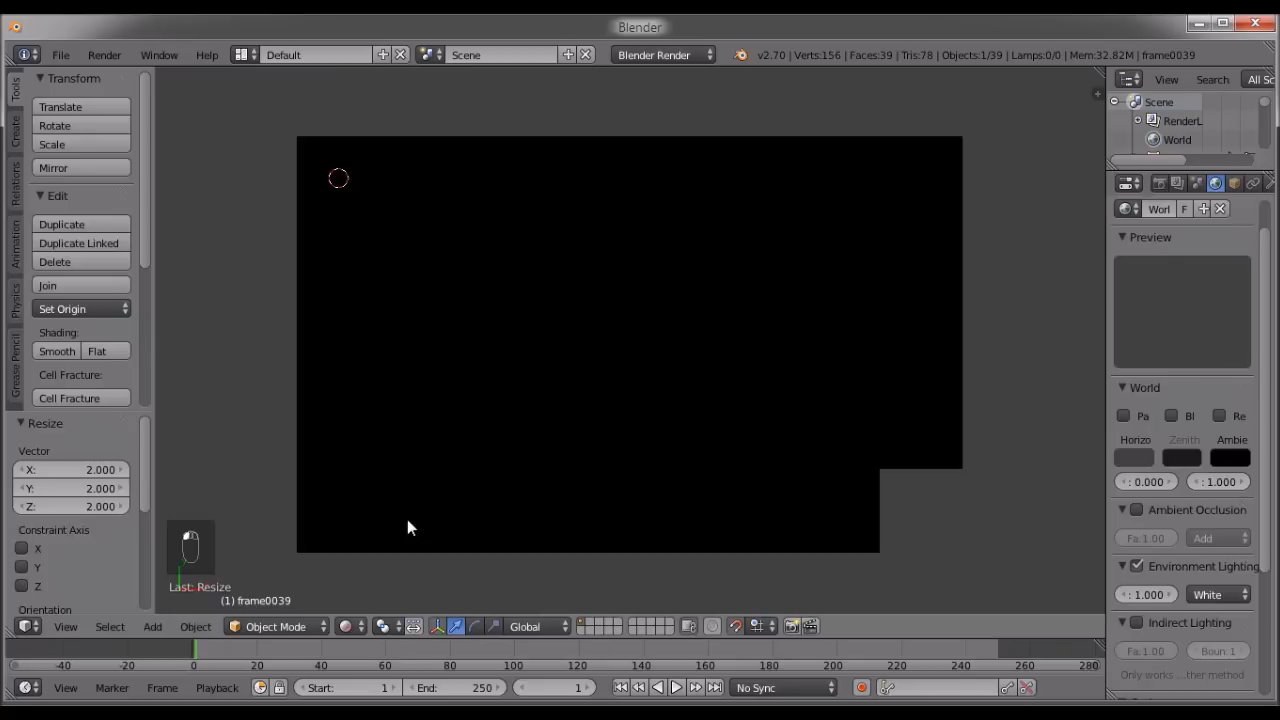 Blender
File Render Window Help Default Scene Blender Render v2.70 | Verts:156 | Faces:39 | Tris:78 | Objects:1/39 | Lamps:0/0 | Mem:32.82M | frame0039
Tools
Create
Relations
Animation
Physics
Grease Pencil
Transform
Translate
Rotate
Scale
Mirror
Edit
Duplicate
Duplicate Linked
Delete
Join
Set Origin
Shading:
Smooth Flat
Cell Fracture:
Cell Fracture
Resize
Vector
X: 2.000
Y: 2.000
Z: 2.000
Constraint Axis
X
Y
Z
Orientation
Last: Resize
(1) frame0039
View Search All Sc
Scene
RenderL
World
Worl F
Preview
World
Pa Bl Re
Horizo Zenith Ambie
: 0.000 : 1.000
Ambient Occlusion
Fa:1.00 Add
Environment Lighting
: 1.000 White
Indirect Lighting
Fa:1.00 Boun: 1
Only works ...ther method
View Select Add Object Object Mode Global
-40 -20 0 20 40 60 80 100 120 140 160 180 200 220 240 260 280
View Marker Frame Playback Start: 1 End: 250 1 No Sync